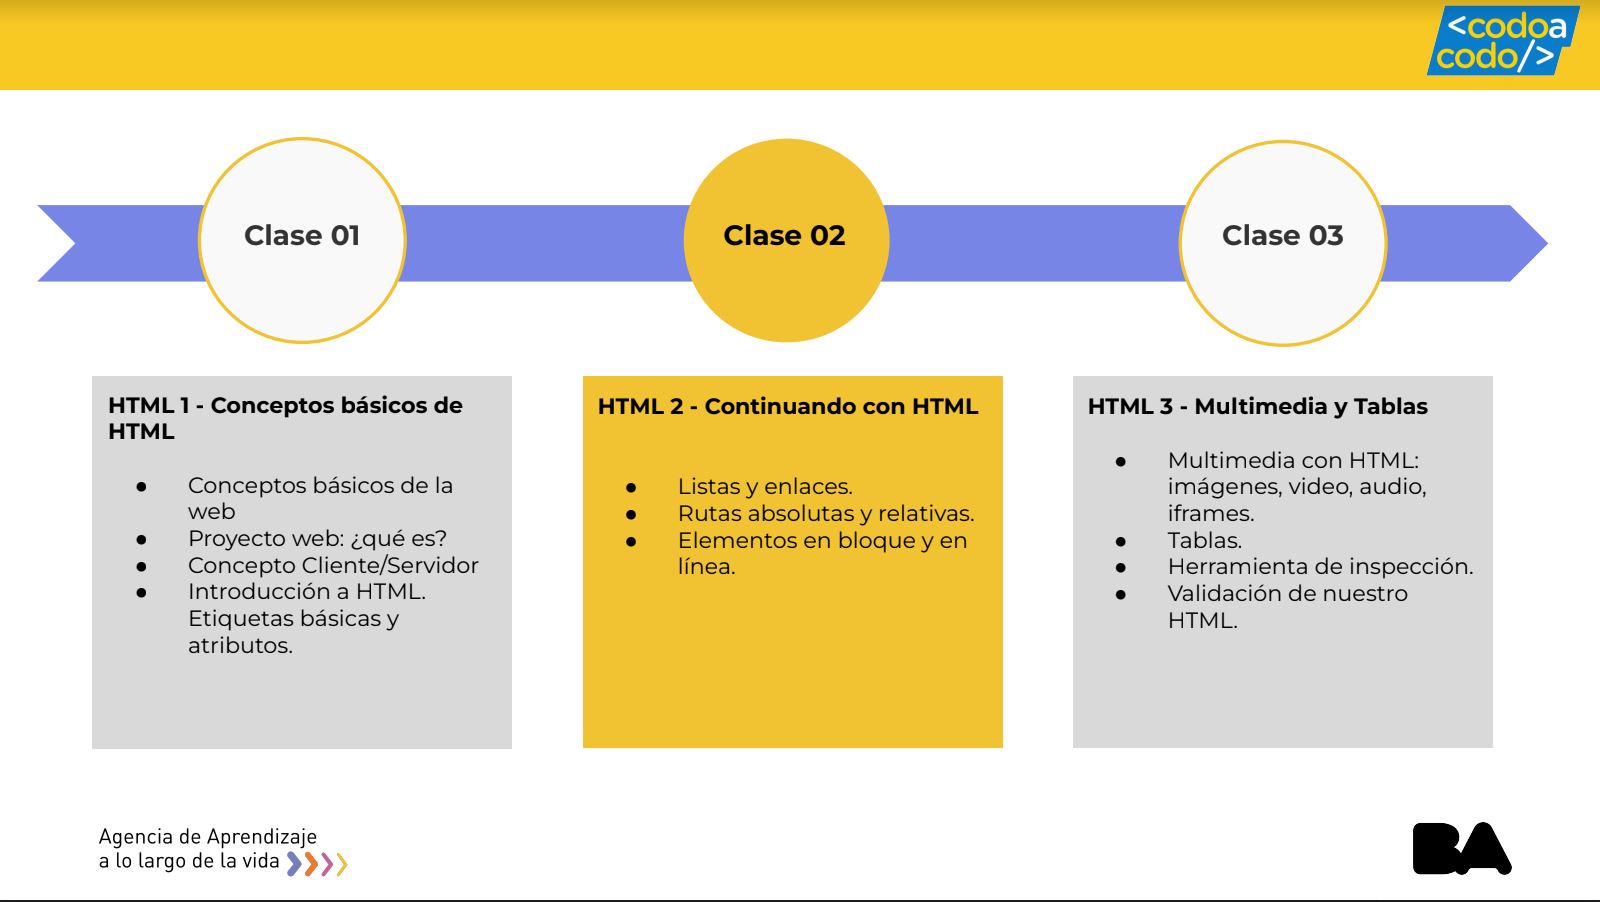 <codoa
codo/>
Clase 01
Clase 02
Clase 03
HTML 1 - Conceptos básicos de
HTML
● Conceptos básicos de la
web
● Proyecto web: ¿qué es?
● Concepto Cliente/Servidor
● Introducción a HTML.
Etiquetas básicas y
atributos.
HTML 2 - Continuando con HTML
● Listas y enlaces.
● Rutas absolutas y relativas.
● Elementos en bloque y en
línea.
HTML 3 - Multimedia y Tablas
● Multimedia con HTML:
imágenes, video, audio,
iframes.
● Tablas.
● Herramienta de inspección.
● Validación de nuestro
HTML.
Agencia de Aprendizaje
a lo largo de la vida
BA